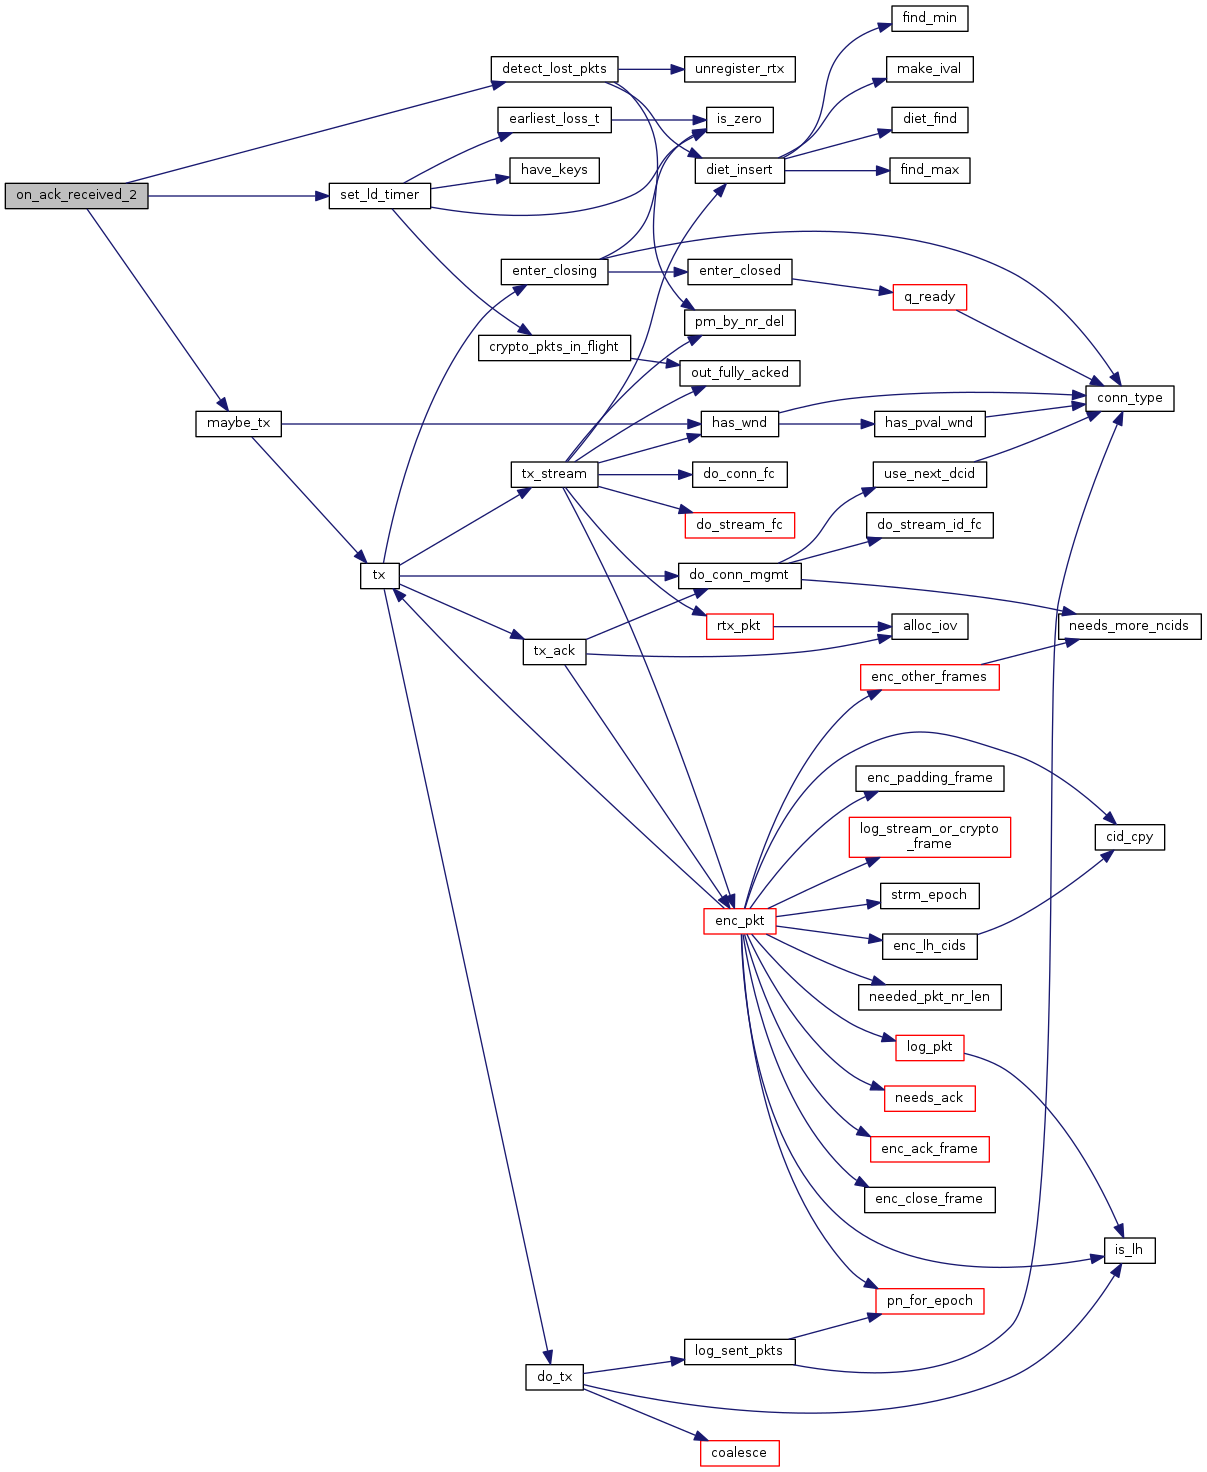 find_min
detect_lost_pkts
unregister_rtx
make_ival
earliest_loss_t
is_zero
diet_find
have_keys
diet_insert
find_max
on_ack_received_2
set_ld_timer
enter_closing
enter_closed
q_ready
pm_by_nr_del
crypto_pkts_in_flight
out_fully_acked
conn_type
maybe_tx
has_wnd
has_pval_wnd
tx_stream
do_conn_fc
use_next_dcid
do_stream_fc
do_stream_id_fc
tx
do_conn_mgmt
rtx_pkt
alloc_iov
needs_more_ncids
tx_ack
enc_other_frames
enc_padding_frame
log_stream_or_crypto
_frame
cid_cpy
strm_epoch
enc_pkt
enc_lh_cids
needed_pkt_nr_len
log_pkt
needs_ack
enc_ack_frame
enc_close_frame
is_lh
pn_for_epoch
log_sent_pkts
do_tx
coalesce